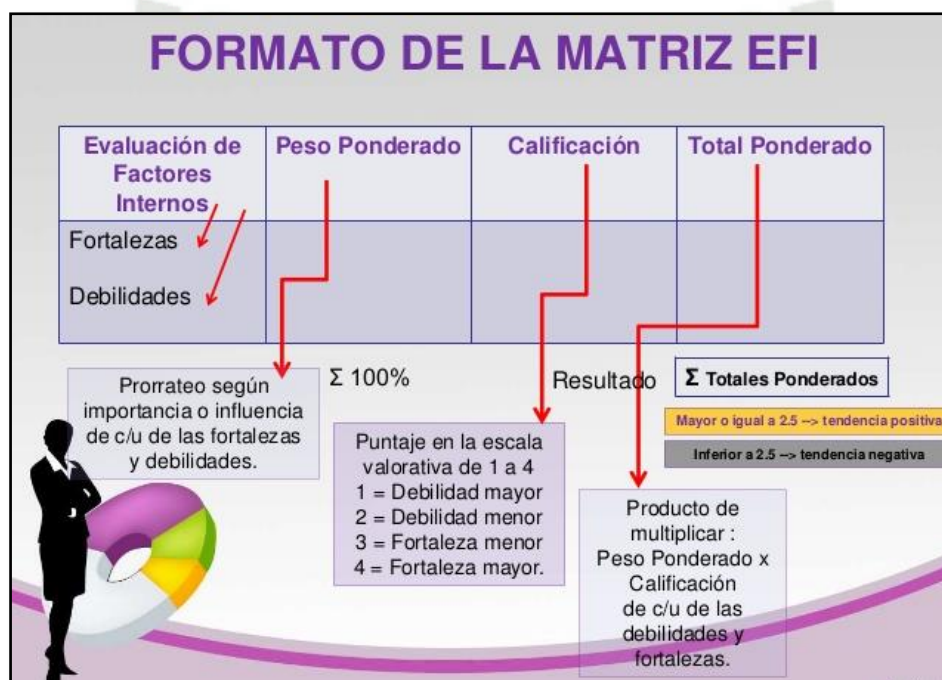 FORMATO DE LA MATRIZ EFI
Evaluación de
Factores
Internos
Peso Ponderado
Calificación
Total Ponderado
Fortalezas
Debilidades
Prorrateo según
importancia o influencia
de c/u de las fortalezas
y debilidades.
Σ 100%
Puntaje en la escala
valorativa de 1 a 4
1 = Debilidad mayor
2 = Debilidad menor
3 = Fortaleza menor
4 = Fortaleza mayor.
Resultado
Σ Totales Ponderados
Mayor o igual a 2.5 --> tendencia positiva
Inferior a 2.5 --> tendencia negativa
Producto de
multiplicar :
Peso Ponderado x
Calificación
de c/u de las
debilidades y
fortalezas.